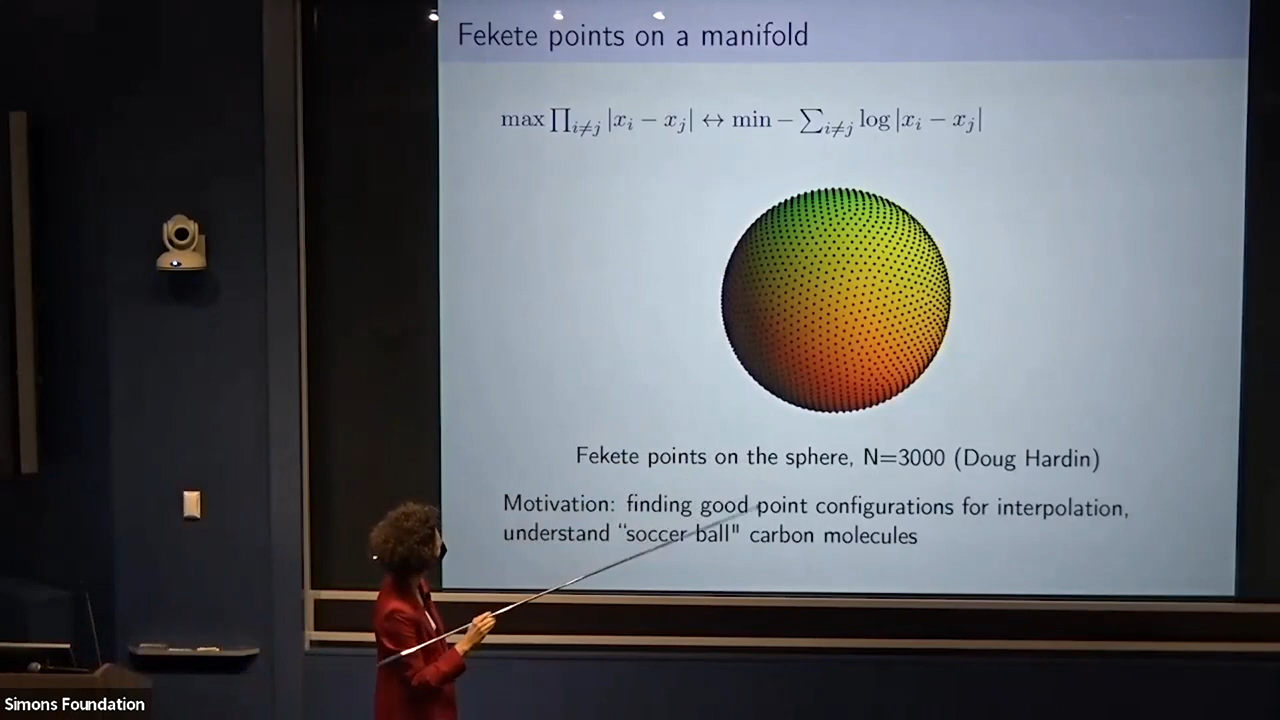 Fekete points on a manifold
max ∏_{i≠j} |x_i − x_j| ↔ min − ∑_{i≠j} log |x_i − x_j|
Fekete points on the sphere, N=3000 (Doug Hardin)
Motivation: finding good point configurations for interpolation,
understand “soccer ball" carbon molecules
Simons Foundation